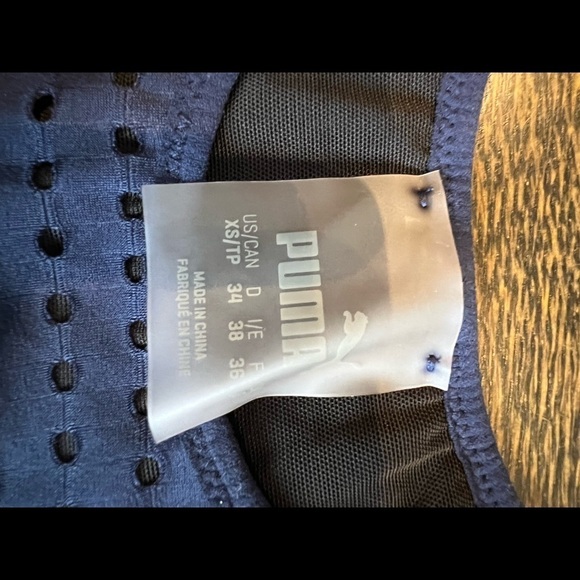 PUMA
US/CAN D I/E F
XS/TP 34 38 36
MADE IN CHINA
FABRIQUÉ EN CHINE